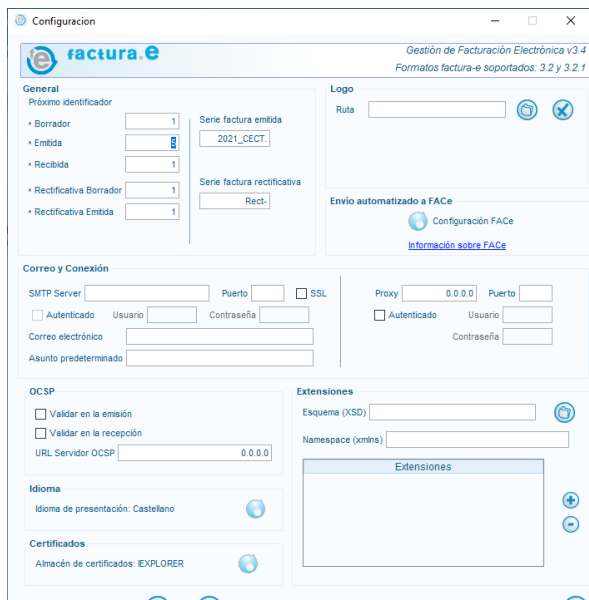 Configuracion
factura.e
Gestión de Facturación Electrónica v3.4
Formatos factura-e soportados: 3.2 y 3.2.1
General
Próximo identificador
Borrador 1
Emitida 5
Recibida 1
Rectificativa Borrador 1
Rectificativa Emitida 1
Serie factura emitida
2021_CECT.
Serie factura rectificativa
Rect-
Logo
Ruta
Envío automatizado a FACe
Configuración FACe
Información sobre FACe
Correo y Conexión
SMTP Server Puerto SSL
Autenticado Usuario Contraseña
Correo electrónico
Asunto predeterminado
Proxy 0.0.0.0 Puerto
Autenticado Usuario
Contraseña
OCSP
Validar en la emisión
Validar en la recepción
URL Servidor OCSP 0.0.0.0
Idioma
Idioma de presentación: Castellano
Certificados
Almacén de certificados: IEXPLORER
Extensiones
Esquema (XSD)
Namespace (xmlns)
Extensiones